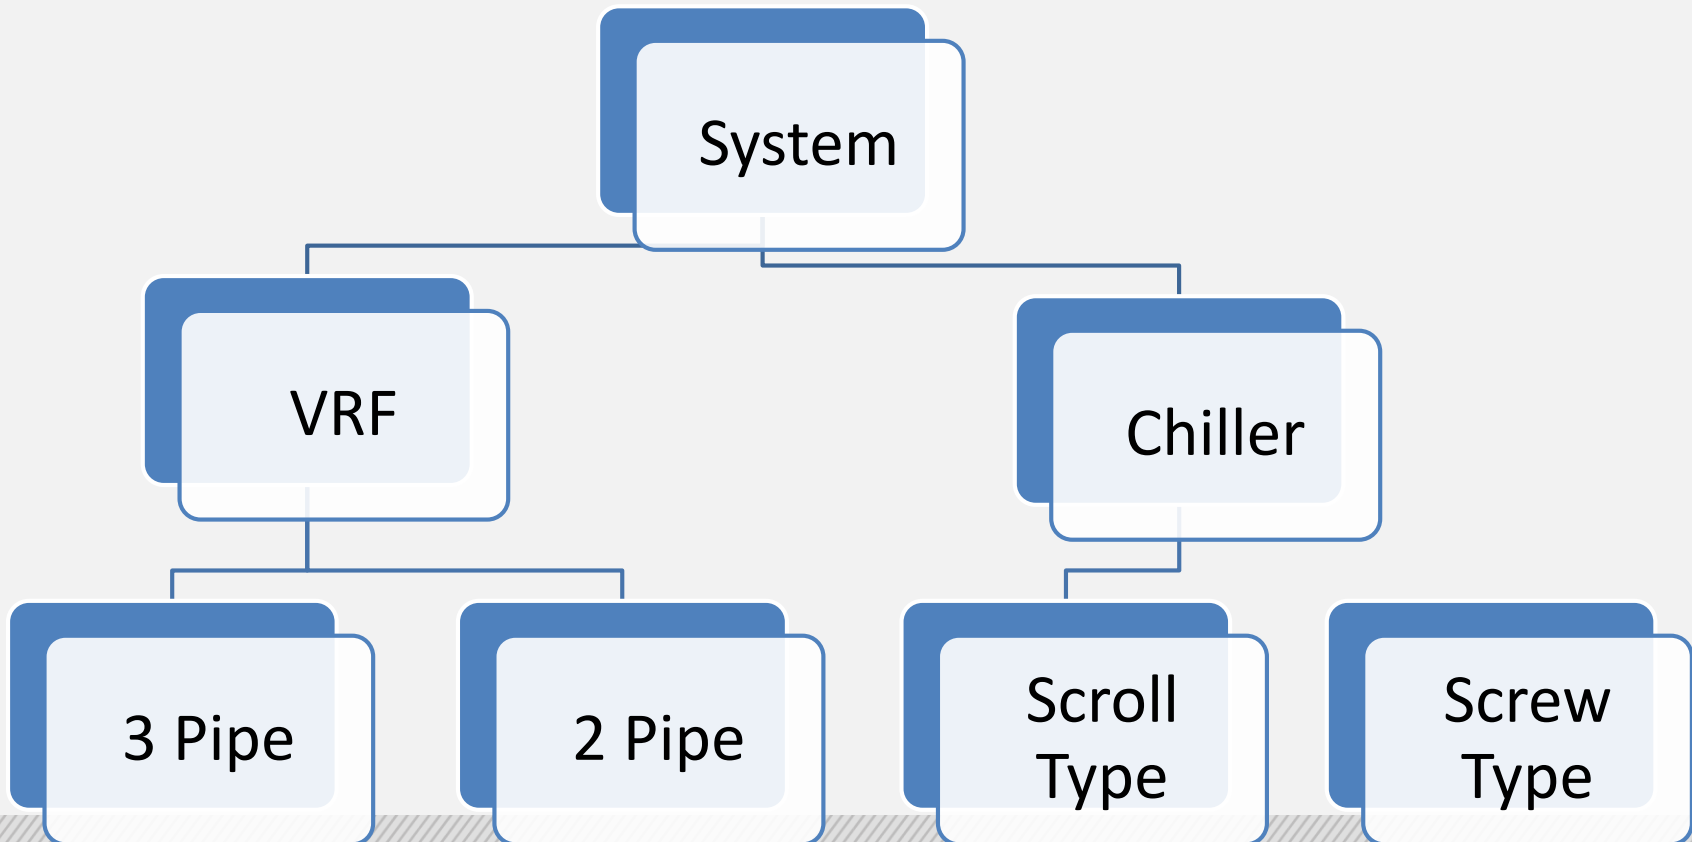 System
VRF
Chiller
3 Pipe
2 Pipe
Scroll
Type
Screw
Type